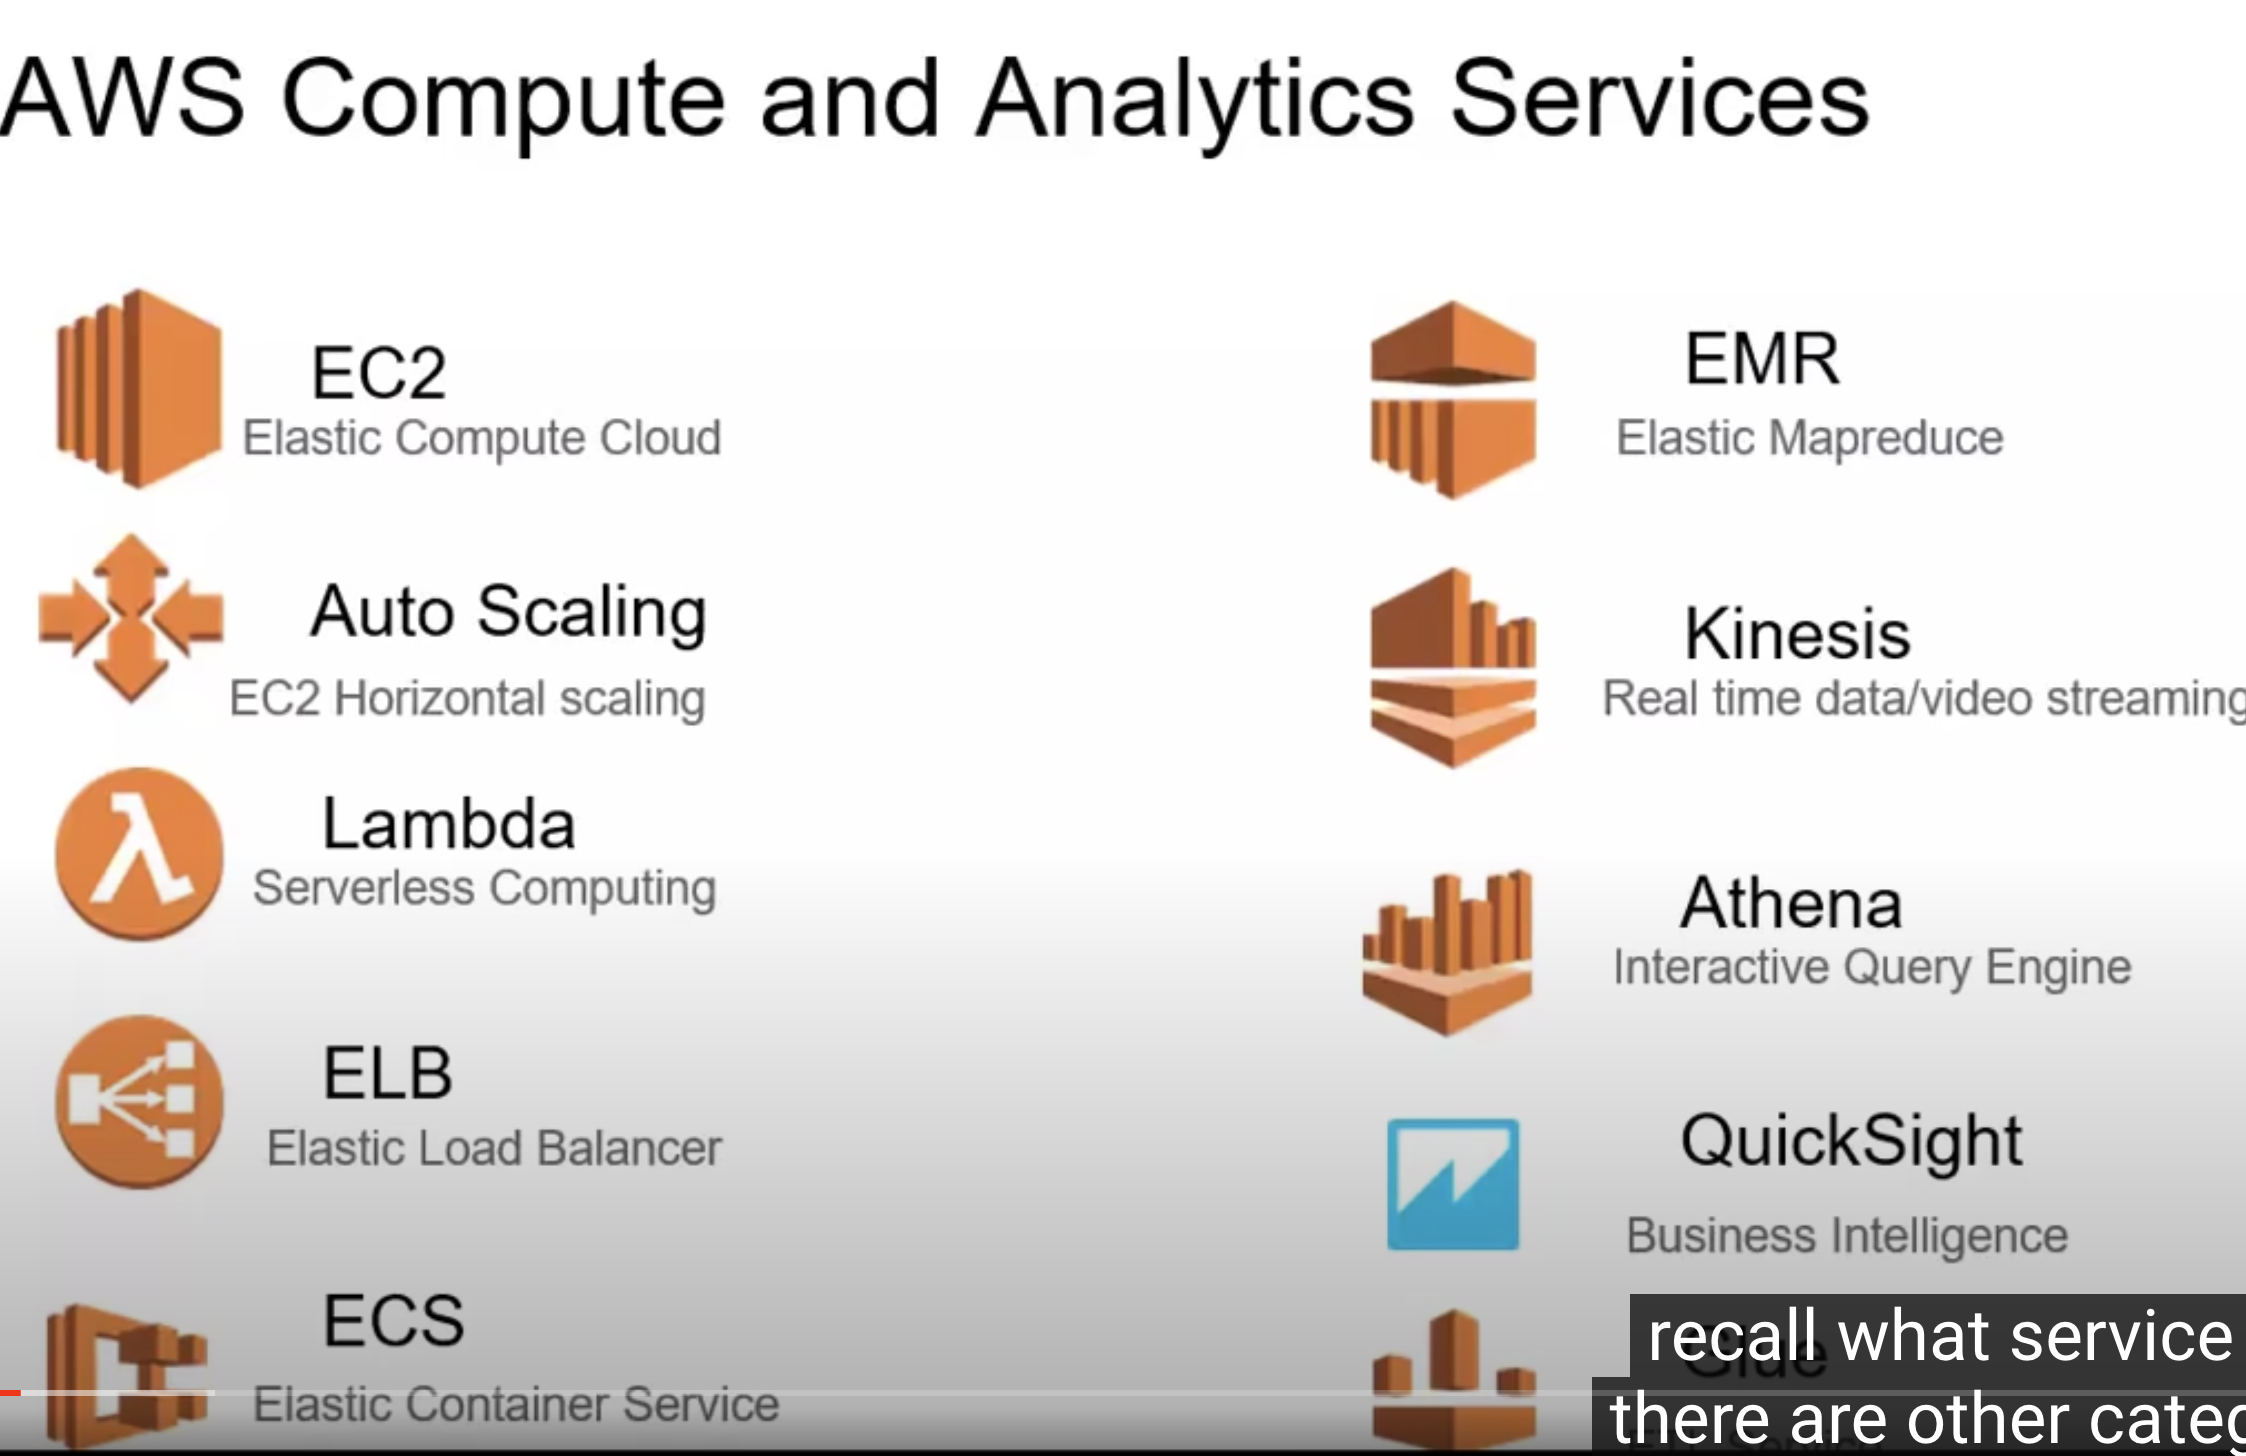 AWS Compute and Analytics Services
EC2
Elastic Compute Cloud
Auto Scaling
EC2 Horizontal scaling
Lambda
Serverless Computing
ELB
Elastic Load Balancer
ECS
Elastic Container Service
EMR
Elastic Mapreduce
Kinesis
Real time data/video streaming
Athena
Interactive Query Engine
QuickSight
Business Intelligence
Glue
recall what service
there are other categ